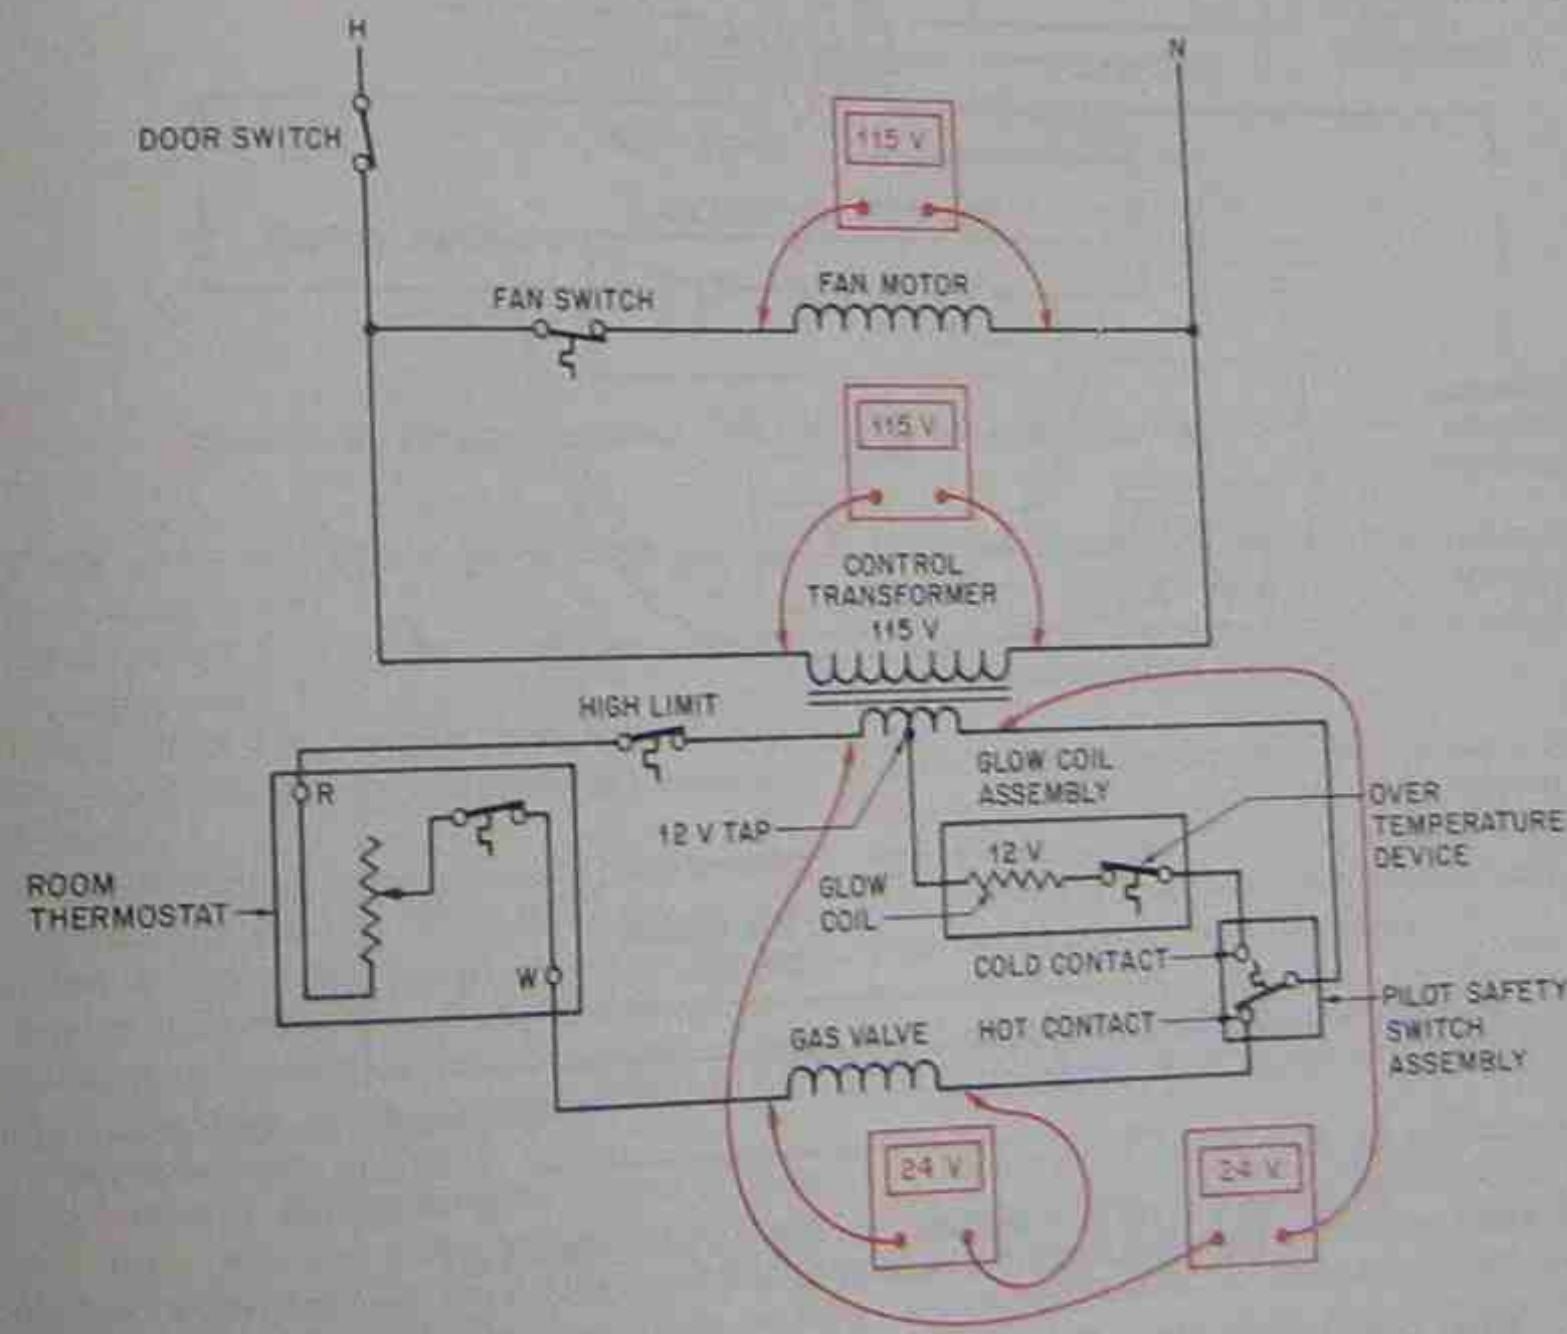 H
N
DOOR SWITCH
115 V
FAN SWITCH
FAN MOTOR
115 V
CONTROL
TRANSFORMER
115 V
HIGH LIMIT
GLOW COIL
ASSEMBLY
R
12 V TAP
OVER
TEMPERATURE
DEVICE
12 V
ROOM
THERMOSTAT
GLOW
COIL
COLD CONTACT
W
PILOT SAFETY
SWITCH
ASSEMBLY
HOT CONTACT
GAS VALVE
24 V
24 V